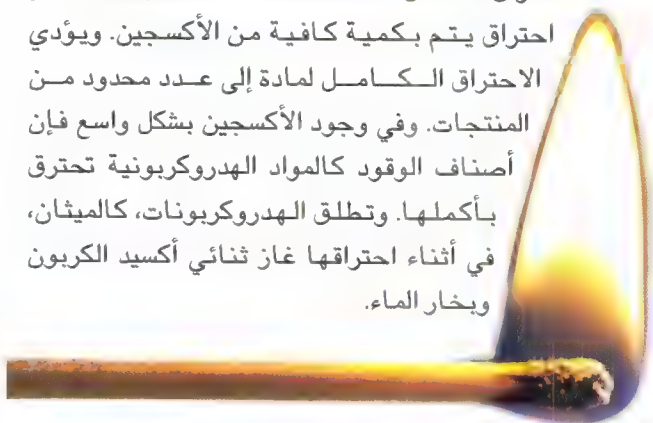 احتراق يتم بكمية كافية من الأكسجين. ويؤدي
الاحتراق الكامل لمادة إلى عدد محدود من
المنتجات. وفي وجود الأكسجين بشكل واسع فإن
أصناف الوقود كالمواد الهدروكربونية تحترق
بأكملها. وتطلق الهدروكربونات، كالميثان،
في أثناء احتراقها غاز ثنائي أكسيد الكربون
وبخار الماء.